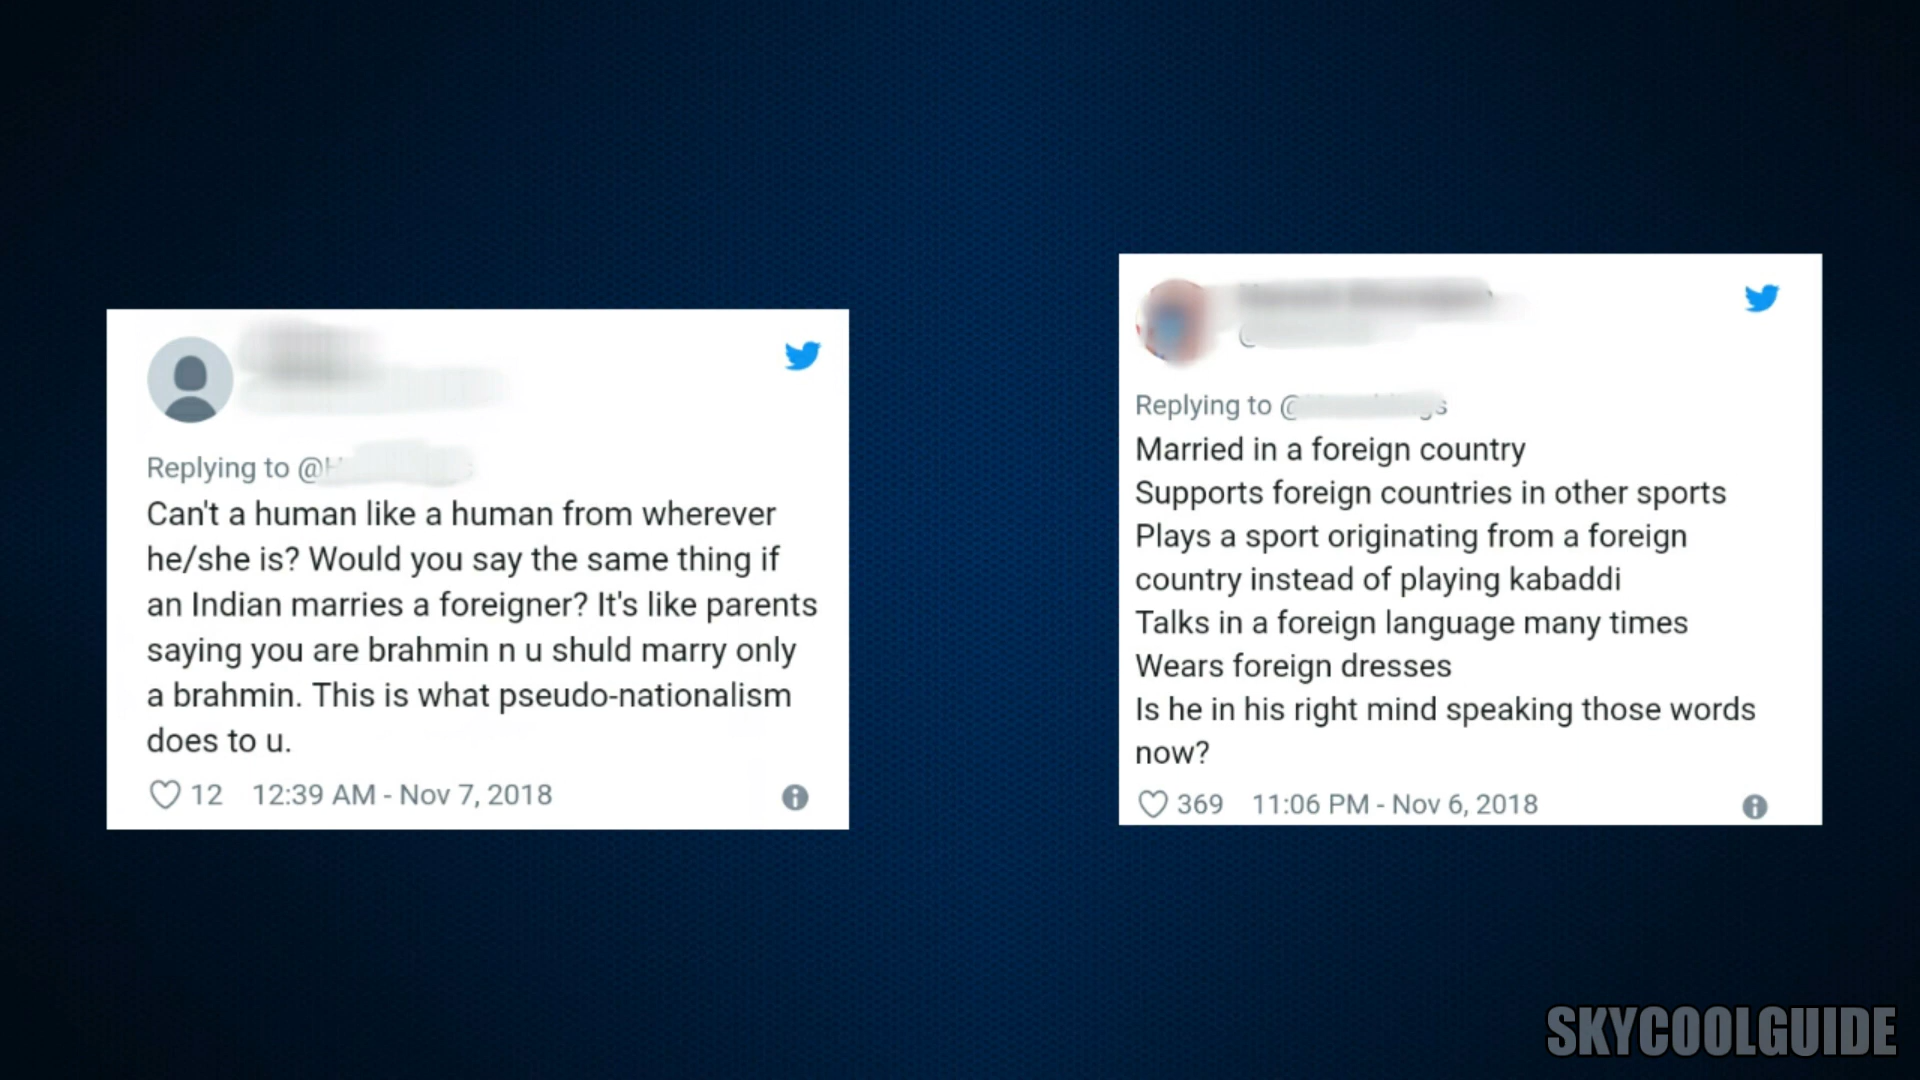 Replying to @
Can't a human like a human from wherever
he/she is? Would you say the same thing if
an Indian marries a foreigner? It's like parents
saying you are brahmin n u shuld marry only
a brahmin. This is what pseudo-nationalism
does to u.
12 12:39 AM - Nov 7, 2018
Replying to @
Married in a foreign country
Supports foreign countries in other sports
Plays a sport originating from a foreign
country instead of playing kabaddi
Talks in a foreign language many times
Wears foreign dresses
Is he in his right mind speaking those words
now?
369 11:06 PM - Nov 6, 2018
SKYCOOLGUIDE